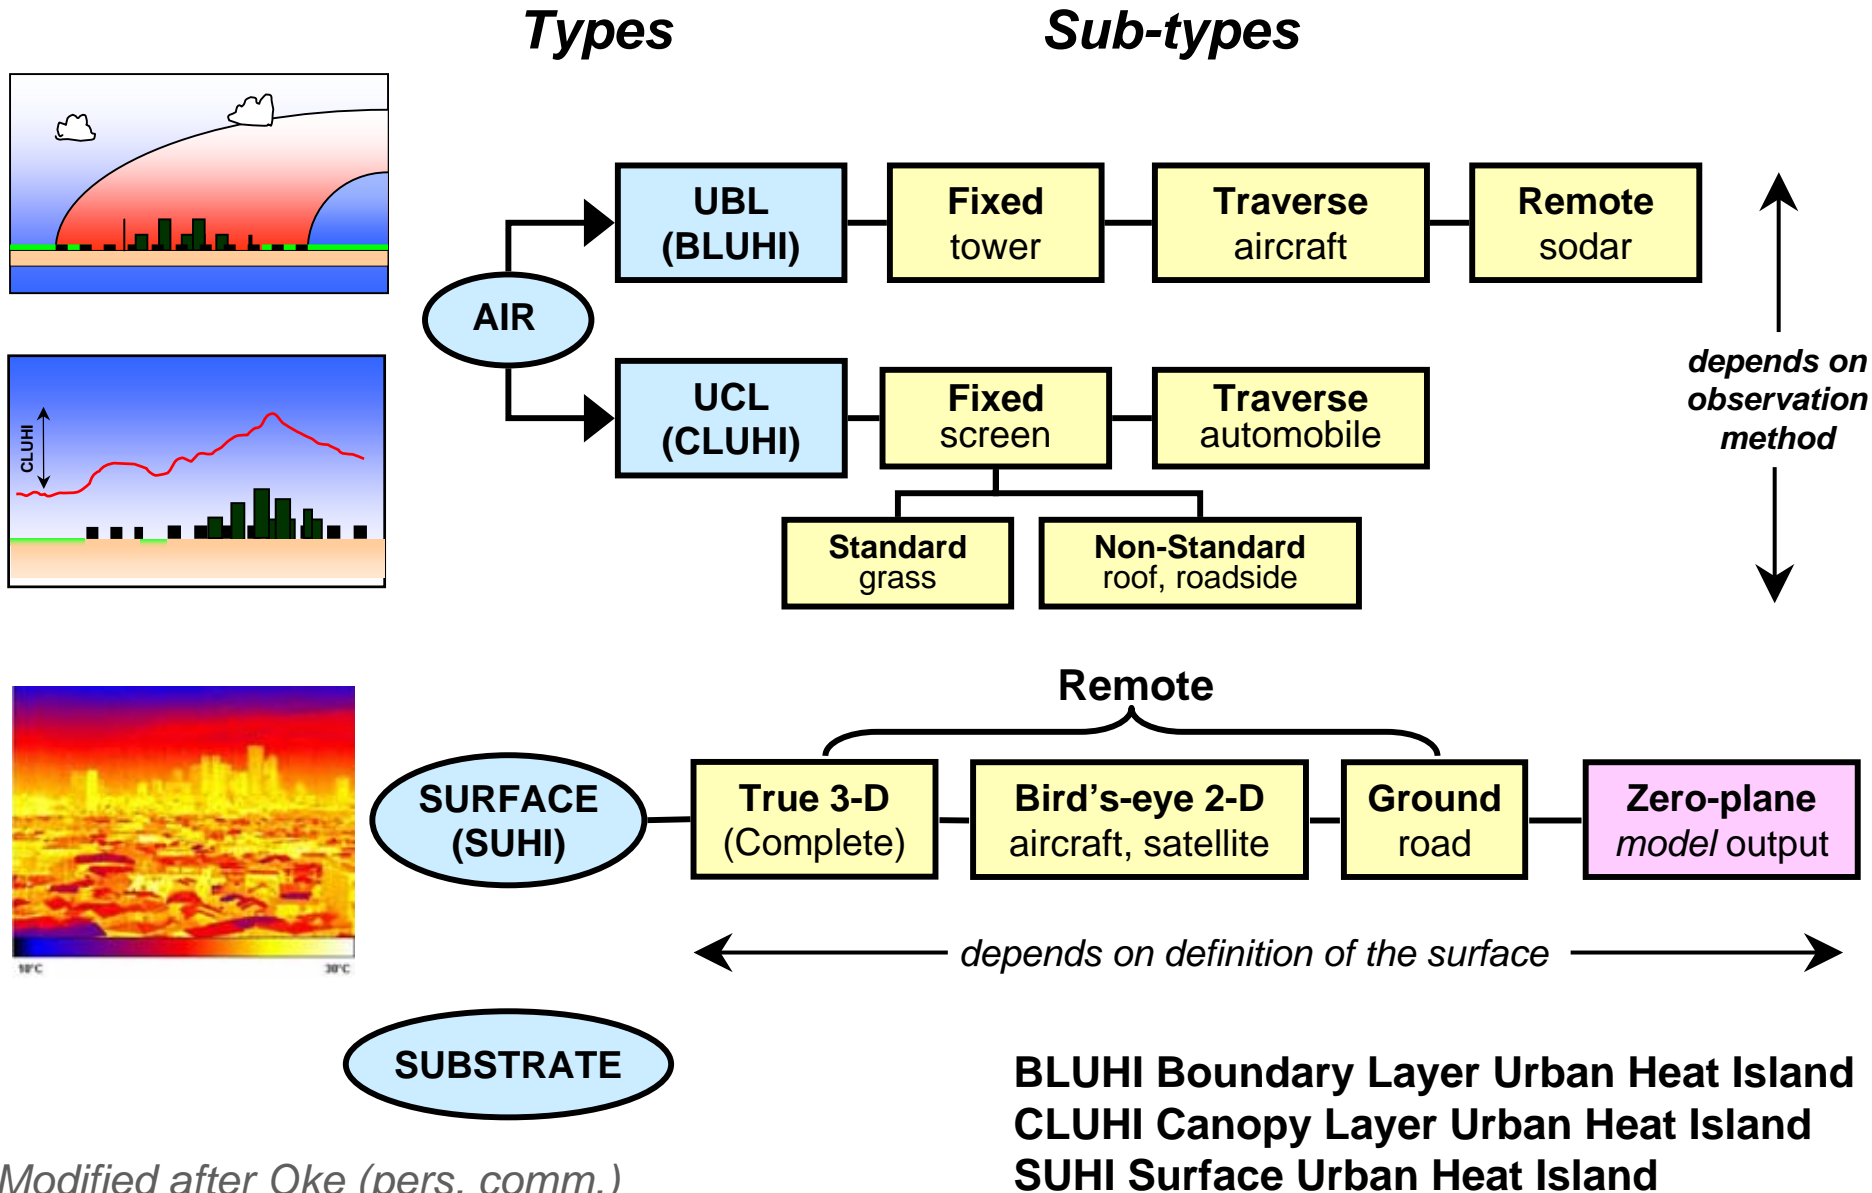 Types
Sub-types
UBL
(BLUHI)
Fixed
tower
Traverse
aircraft
Remote
sodar
AIR
depends on
observation
method
UCL
(CLUHI)
Fixed
screen
Traverse
automobile
CLUHI
Standard
grass
Non-Standard
roof, roadside
Remote
SURFACE
(SUHI)
True 3-D
(Complete)
Bird's-eye 2-D
aircraft, satellite
Ground
road
Zero-plane
model output
10°C
30°C
depends on definition of the surface
SUBSTRATE
BLUHI Boundary Layer Urban Heat Island
CLUHI Canopy Layer Urban Heat Island
SUHI Surface Urban Heat Island
Modified after Oke (pers. comm.)